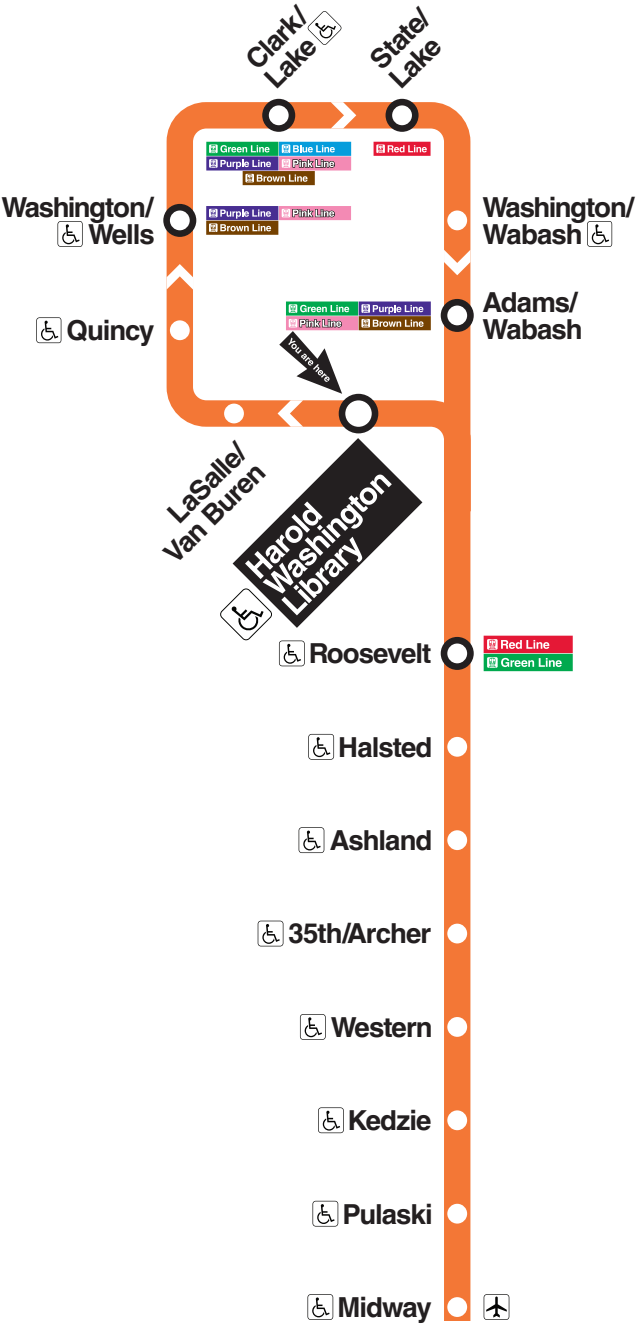 Clark/
Lake
State/
Lake
Green Line
Blue Line
Purple Line
Pink Line
Brown Line
Red Line
Washington/
Wells
Purple Line
Pink Line
Brown Line
Washington/
Wabash
Quincy
Green Line
Purple Line
Pink Line
Brown Line
Adams/
Wabash
You are here
LaSalle/
Van Buren
Harold
Washington
Library
Roosevelt
Red Line
Green Line
Halsted
Ashland
35th/Archer
Western
Kedzie
Pulaski
Midway